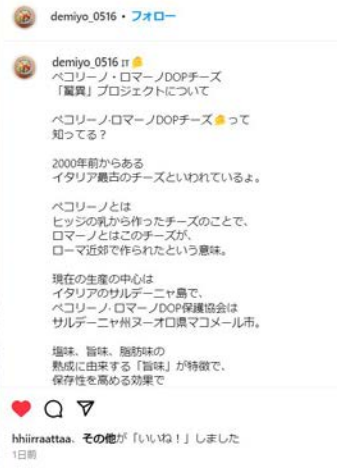 demiyo_0516 • フォロー
demiyo_0516 IT
ペコリーノ・ロマーノDOPチーズ
「驚異」プロジェクトについて
ペコリーノ·ロマーノDOPチーズ🧀って
知ってる？
2000年前からある
イタリア最古のチーズといわれているょ。
ペコリーノとは
ヒッジの乳から作ったチーズのことで、
ロマーノとはこのチーズが、
ローマ近郊で作られたという意味。
現在の生産の中心は
イタリアのサルデーニャ島で、
ペコリーノ·ロマーノDOP保護協会は
サルデーニャ州ヌーオロ県マコメール市。
塩味、旨味、脂肪味の
熟成に由来する「旨味」が特徴で、
保存性を高める効果で
hhiirraattaa、その他が「いいね！」しました
1日前